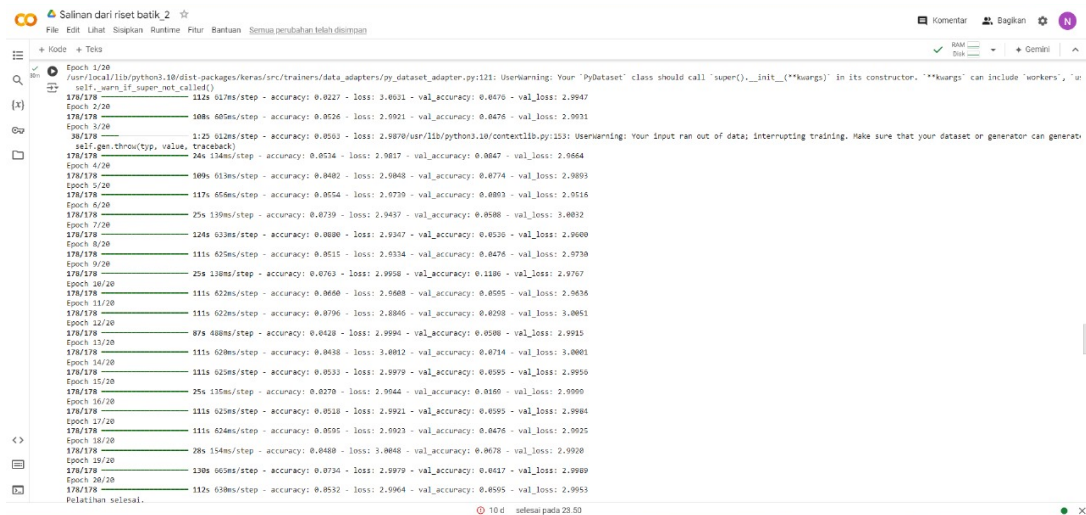 Salinan dari riset batik_2
File Edit Lihat Sisipkan Runtime Fitur Bantuan Semua perubahan telah disimpan
Komentar Bagikan N
+ Kode + Teks
RAM Disk + Gemini
Epoch 1/20
/usr/local/lib/python3.10/dist-packages/keras/src/trainers/data_adapters/py_dataset_adapter.py:121: UserWarning: Your `PyDataset` class should call `super().__init__(**kwargs)` in its constructor. `**kwargs` can include `workers`,
self._warn_if_super_not_called()
178/178 112s 617ms/step - accuracy: 0.0227 - loss: 3.0631 - val_accuracy: 0.0476 - val_loss: 2.9947
Epoch 2/20
178/178 108s 605ms/step - accuracy: 0.0526 - loss: 2.9921 - val_accuracy: 0.0476 - val_loss: 2.9931
Epoch 3/20
38/178 1:25 612ms/step - accuracy: 0.0563 - loss: 2.9870/usr/lib/python3.10/contextlib.py:153: UserWarning: Your input ran out of data; interrupting training. Make sure that your dataset or generator can generate
self.gen.throw(typ, value, traceback)
178/178 24s 134ms/step - accuracy: 0.0534 - loss: 2.9817 - val_accuracy: 0.0847 - val_loss: 2.9664
Epoch 4/20
178/178 109s 613ms/step - accuracy: 0.0402 - loss: 2.9848 - val_accuracy: 0.0774 - val_loss: 2.9893
Epoch 5/20
178/178 117s 656ms/step - accuracy: 0.0554 - loss: 2.9739 - val_accuracy: 0.0893 - val_loss: 2.9516
Epoch 6/20
178/178 25s 139ms/step - accuracy: 0.0739 - loss: 2.9437 - val_accuracy: 0.0508 - val_loss: 3.0032
Epoch 7/20
178/178 124s 633ms/step - accuracy: 0.0880 - loss: 2.9347 - val_accuracy: 0.0536 - val_loss: 2.9600
Epoch 8/20
178/178 111s 625ms/step - accuracy: 0.0515 - loss: 2.9334 - val_accuracy: 0.0476 - val_loss: 2.9730
Epoch 9/20
178/178 25s 138ms/step - accuracy: 0.0763 - loss: 2.9958 - val_accuracy: 0.1186 - val_loss: 2.9767
Epoch 10/20
178/178 111s 622ms/step - accuracy: 0.0660 - loss: 2.9608 - val_accuracy: 0.0595 - val_loss: 2.9636
Epoch 11/20
178/178 111s 622ms/step - accuracy: 0.0796 - loss: 2.8846 - val_accuracy: 0.0298 - val_loss: 3.0051
Epoch 12/20
178/178 87s 488ms/step - accuracy: 0.0428 - loss: 2.9994 - val_accuracy: 0.0508 - val_loss: 2.9915
Epoch 13/20
178/178 111s 620ms/step - accuracy: 0.0438 - loss: 3.0012 - val_accuracy: 0.0714 - val_loss: 3.0001
Epoch 14/20
178/178 111s 625ms/step - accuracy: 0.0533 - loss: 2.9979 - val_accuracy: 0.0595 - val_loss: 2.9956
Epoch 15/20
178/178 25s 135ms/step - accuracy: 0.0270 - loss: 2.9944 - val_accuracy: 0.0169 - val_loss: 2.9999
Epoch 16/20
178/178 111s 625ms/step - accuracy: 0.0518 - loss: 2.9921 - val_accuracy: 0.0595 - val_loss: 2.9984
Epoch 17/20
178/178 111s 624ms/step - accuracy: 0.0595 - loss: 2.9923 - val_accuracy: 0.0476 - val_loss: 2.9925
Epoch 18/20
178/178 28s 154ms/step - accuracy: 0.0480 - loss: 3.0048 - val_accuracy: 0.0678 - val_loss: 2.9920
Epoch 19/20
178/178 130s 665ms/step - accuracy: 0.0734 - loss: 2.9979 - val_accuracy: 0.0417 - val_loss: 2.9989
Epoch 20/20
178/178 112s 630ms/step - accuracy: 0.0532 - loss: 2.9964 - val_accuracy: 0.0595 - val_loss: 2.9953
Pelatihan selesai.
10 d selesai pada 23.50